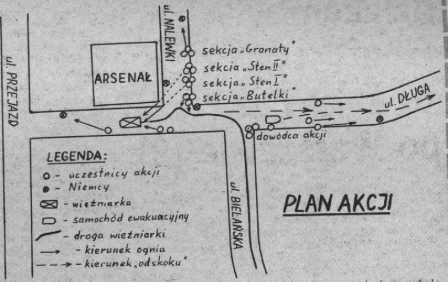 ul. PRZEJAZD
ARSENAŁ
ul. NALEWKI
sekcja „Granaty"
sekcja „Sten II"
sekcja „Sten I"
sekcja „Butelki"
ul. DŁUGA
dowódca akcji
ul. BIELAŃSKA
LEGENDA:
- uczestnicy akcji
- Niemcy
- więźniarka
- samochód ewakuacyjny
- droga więźniarki
- kierunek ognia
- kierunek „odskoku"
PLAN AKCJI